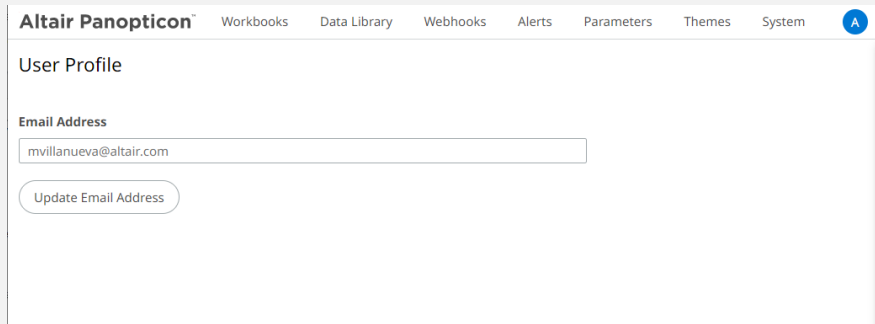 Altair Panopticon™ Workbooks Data Library Webhooks Alerts Parameters Themes System A
User Profile
Email Address
mvillanueva@altair.com
Update Email Address